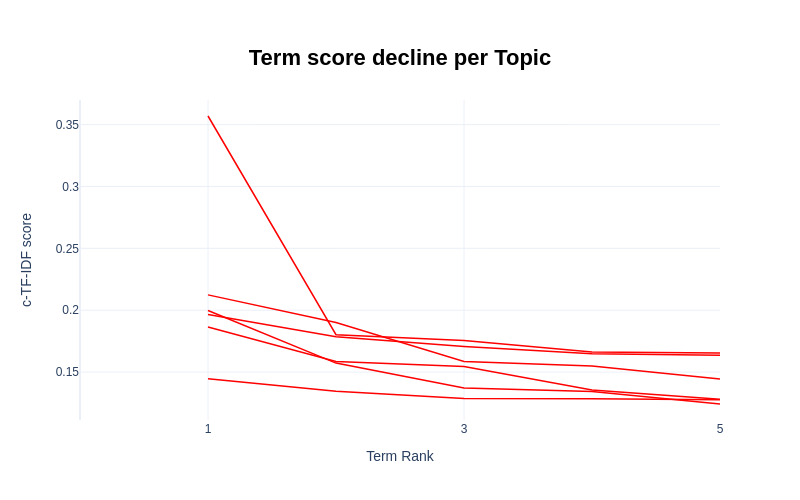 Term score decline per Topic
0.35
0.3
0.25
0.2
0.15
c-TF-IDF score
1
3
5
Term Rank